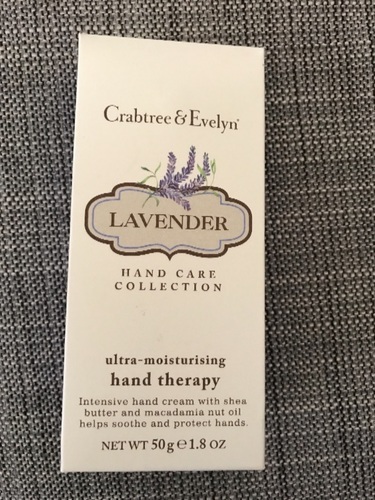 Crabtree & Evelyn®
LAVENDER
HAND CARE
COLLECTION
ultra-moisturising
hand therapy
Intensive hand cream with shea
butter and macadamia nut oil
helps soothe and protect hands.
NET WT 50g ℮ 1.8 OZ